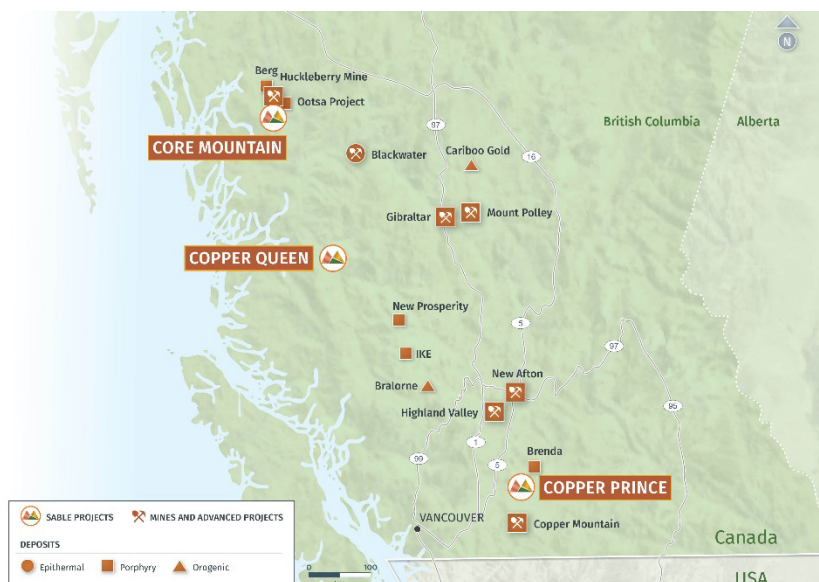 N
Berg
Huckleberry Mine
Ootsa Project
CORE MOUNTAIN
British Columbia
Alberta
97
16
Blackwater
Cariboo Gold
Gibraltar
Mount Polley
COPPER QUEEN
New Prosperity
5
97
IKE
New Afton
Bralorne
Highland Valley
95
1
99
5
Brenda
COPPER PRINCE
VANCOUVER
Copper Mountain
Canada
USA
SABLE PROJECTS
MINES AND ADVANCED PROJECTS
DEPOSITS
Epithermal
Porphyry
Orogenic
0
100